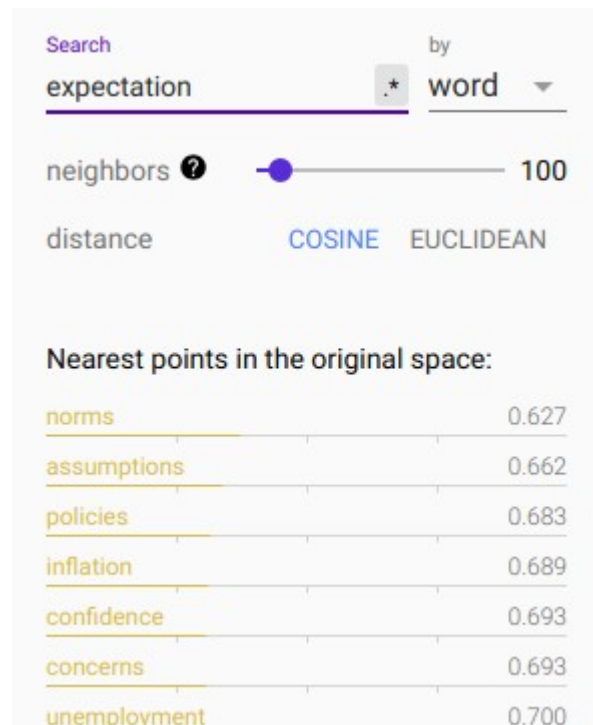 Search by
expectation .* word
neighbors ? 100
distance COSINE EUCLIDEAN
Nearest points in the original space:
norms 0.627
assumptions 0.662
policies 0.683
inflation 0.689
confidence 0.693
concerns 0.693
unemployment 0.700